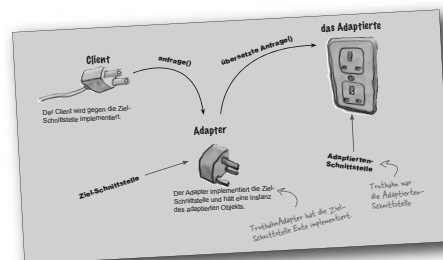 das Adaptierte
Client
anfrage()
übersetzte Anfrage()
Der Client wird gegen die Ziel-
Schnittstelle implementiert.
Adapter
Ziel-Schnittstelle
Der Adapter implementiert die Ziel-
Schnittstelle und hält eine Instanz
des adaptierten Objekts.
TruthahnAdapter hat die Ziel-
Schnittstelle Ente implementiert.
Adaptierten-
Schnittstelle
Truthahn war
die Adaptierten-
Schnittstelle